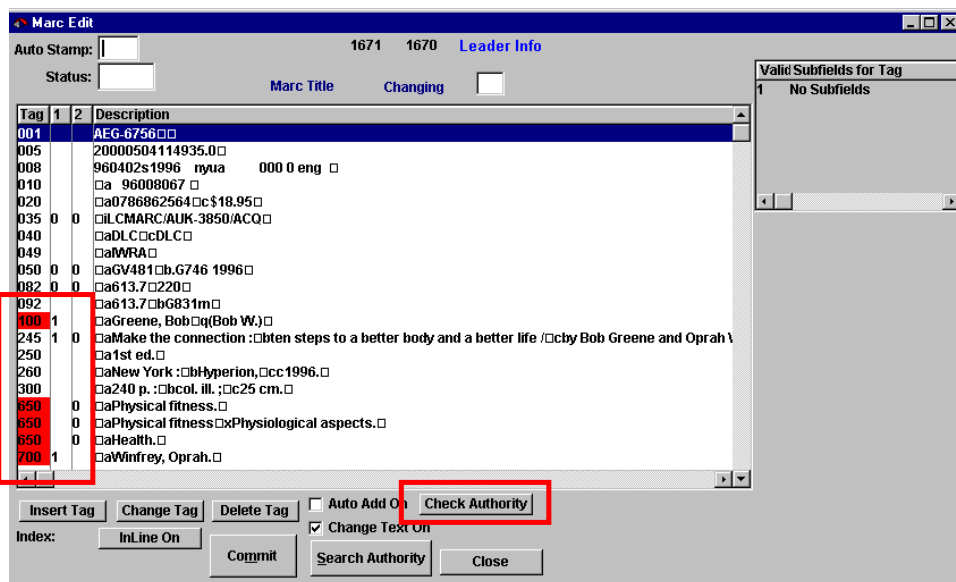 Marc Edit
Auto Stamp: 1671 1670 Leader Info
Status: Marc Title Changing
Valid Subfields for Tag
1 No Subfields
Tag 1 2 Description
001 AEG-6756□□
005 20000504114935.0□
008 960402s1996 nyua 000 0 eng □
010 □a 96008067 □
020 □a0786862564□c$18.95□
035 0 0 □iLCMARC/AUK-3850/ACQ□
040 □aDLC□cDLC□
049 □aIWRA□
050 0 0 □aGV481□b.G746 1996□
082 0 0 □a613.7□220□
092 □a613.7□bG831m□
100 1 □aGreene, Bob□q(Bob W.)□
245 1 0 □aMake the connection :□bten steps to a better body and a better life /□cby Bob Greene and Oprah
250 □a1st ed.□
260 □aNew York :□bHyperion,□cc1996.□
300 □a240 p. :□bcol. ill. ;□c25 cm.□
650 0 □aPhysical fitness.□
650 0 □aPhysical fitness□xPhysiological aspects.□
650 0 □aHealth.□
700 1 □aWinfrey, Oprah.□
Insert Tag Change Tag Delete Tag Auto Add On Check Authority
Change Text On
Index: InLine On Commit Search Authority Close